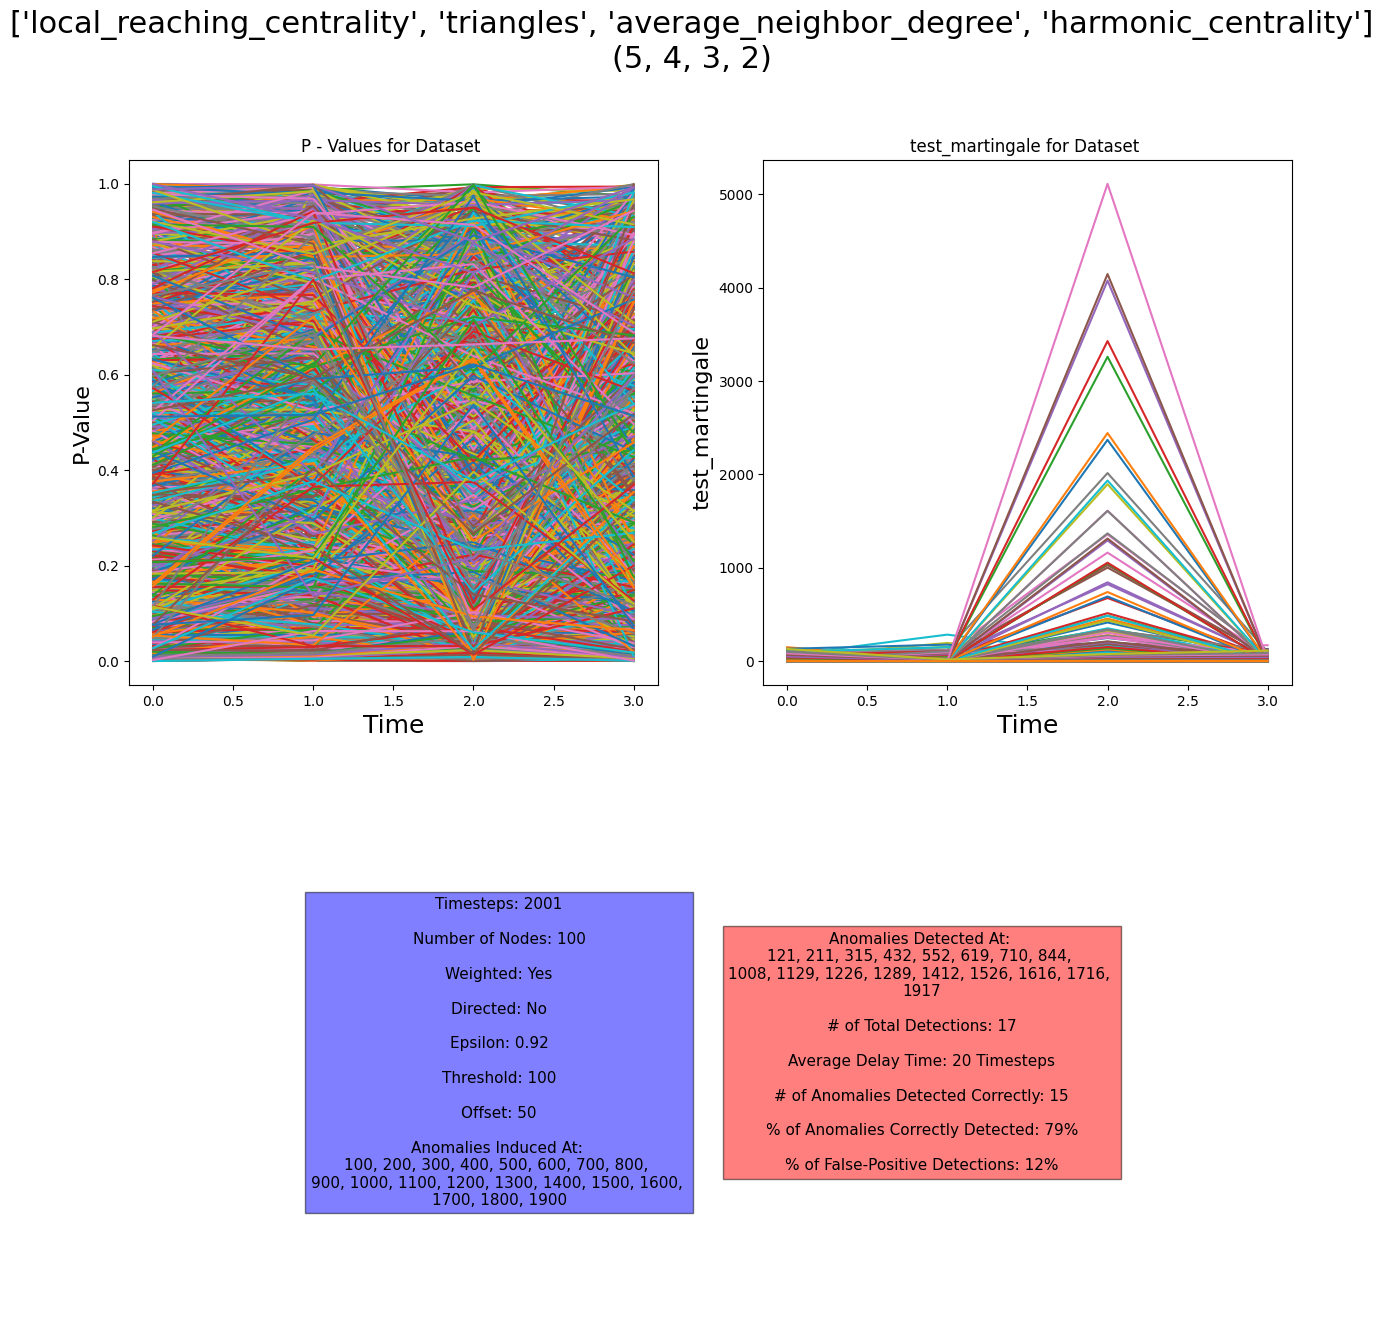 ['local_reaching_centrality', 'triangles', 'average_neighbor_degree', 'harmonic_centrality']
(5, 4, 3, 2)
P - Values for Dataset
1.0
0.8
0.6
0.4
0.2
0.0
P-Value
0.0 0.5 1.0 1.5 2.0 2.5 3.0
Time
test_martingale for Dataset
5000
4000
3000
2000
1000
0
test_martingale
0.0 0.5 1.0 1.5 2.0 2.5 3.0
Time
Timesteps: 2001
Number of Nodes: 100
Weighted: Yes
Directed: No
Epsilon: 0.92
Threshold: 100
Offset: 50
Anomalies Induced At:
100, 200, 300, 400, 500, 600, 700, 800,
900, 1000, 1100, 1200, 1300, 1400, 1500, 1600,
1700, 1800, 1900
Anomalies Detected At:
121, 211, 315, 432, 552, 619, 710, 844,
1008, 1129, 1226, 1289, 1412, 1526, 1616, 1716,
1917
# of Total Detections: 17
Average Delay Time: 20 Timesteps
# of Anomalies Detected Correctly: 15
% of Anomalies Correctly Detected: 79%
% of False-Positive Detections: 12%